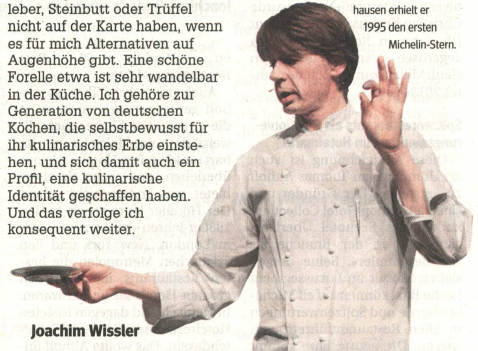 leber, Steinbutt oder Trüffel
nicht auf der Karte haben, wenn
es für mich Alternativen auf
Augenhöhe gibt. Eine schöne
Forelle etwa ist sehr wandelbar
in der Küche. Ich gehöre zur
Generation von deutschen
Köchen, die selbstbewusst für
ihr kulinarisches Erbe einste-
hen, und sich damit auch ein
Profil, eine kulinarische
Identität geschaffen haben.
Und das verfolge ich
konsequent weiter.
hausen erhielt er
1995 den ersten
Michelin-Stern.
Joachim Wissler